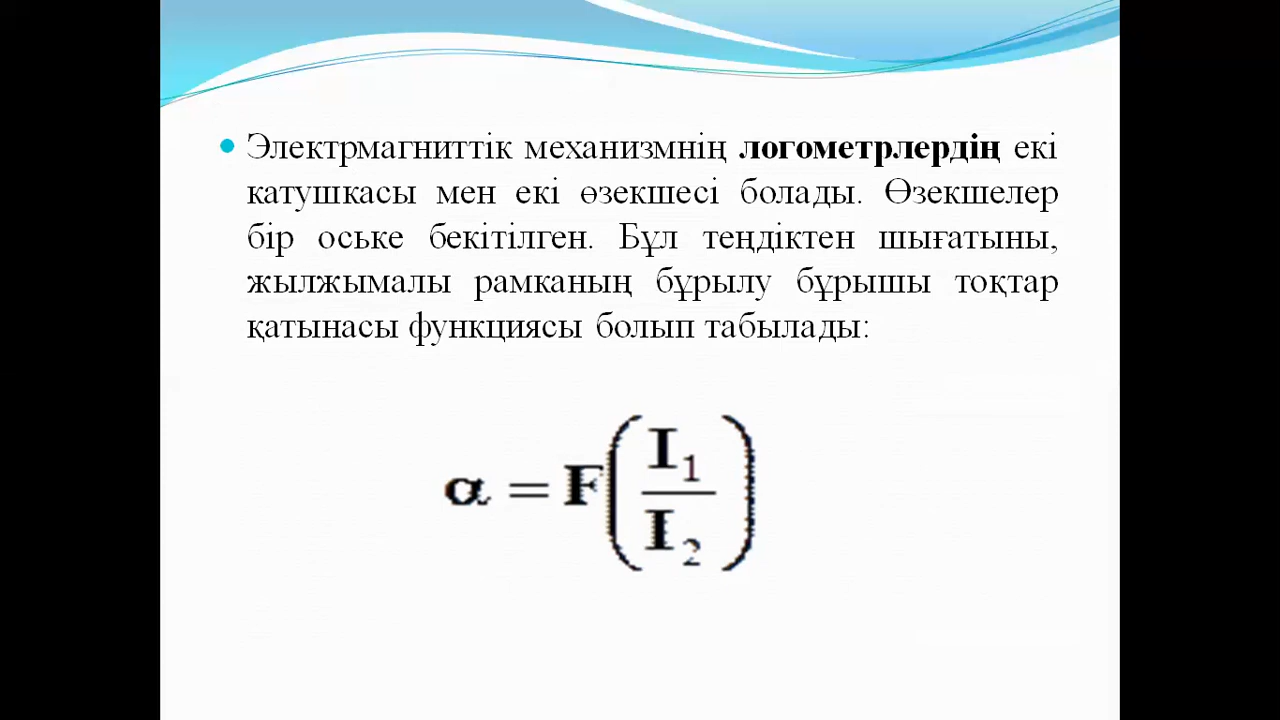 Электрмагниттік механизмнің логометрлердің екі
катушкасы мен екі өзекшесі болады. Өзекшелер
бір оське бекітілген. Бұл теңдіктен шығатыны,
жылжымалы рамканың бұрылу бұрышы тоқтар
қатынасы функциясы болып табылады:
α = F(I₁/I₂)